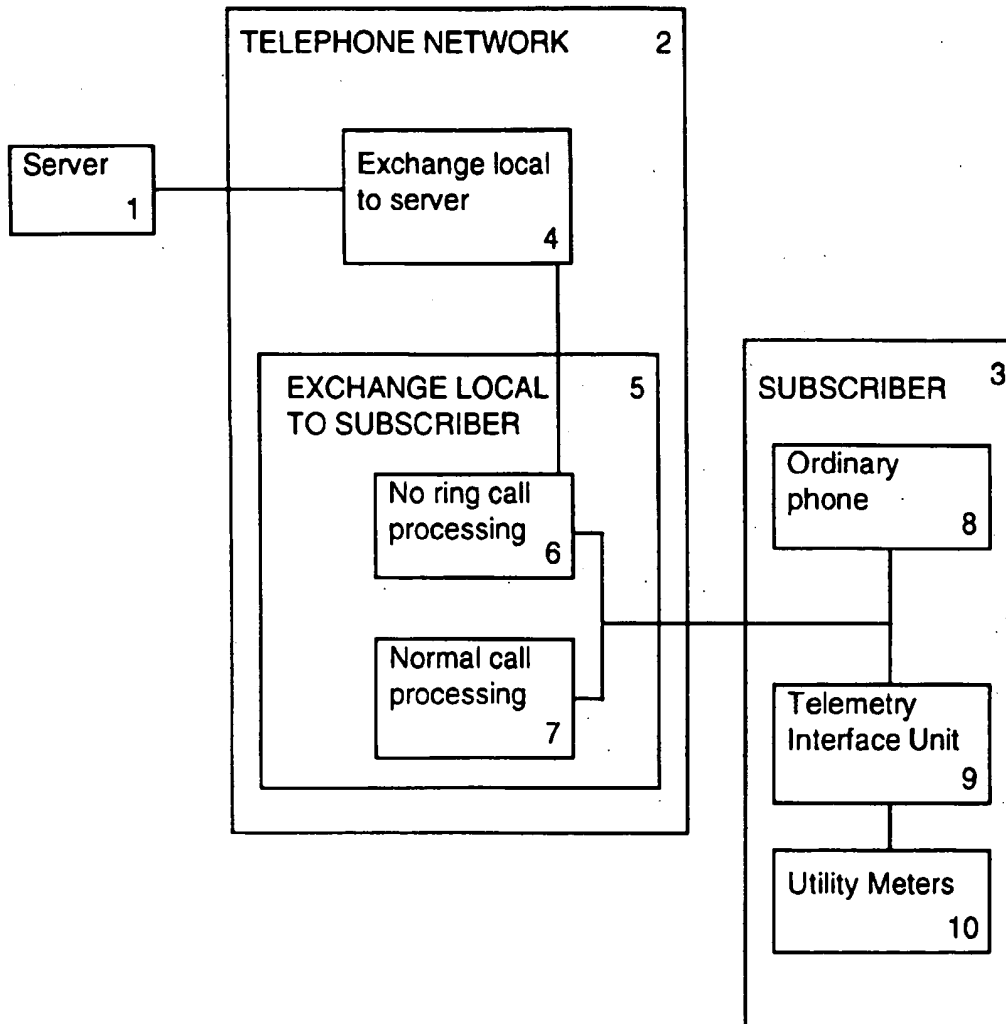 TELEPHONE NETWORK 2
Server
1
Exchange local
to server
4
EXCHANGE LOCAL 5
TO SUBSCRIBER
No ring call
processing
6
Normal call
processing
7
SUBSCRIBER 3
Ordinary
phone
8
Telemetry
Interface Unit
9
Utility Meters
10